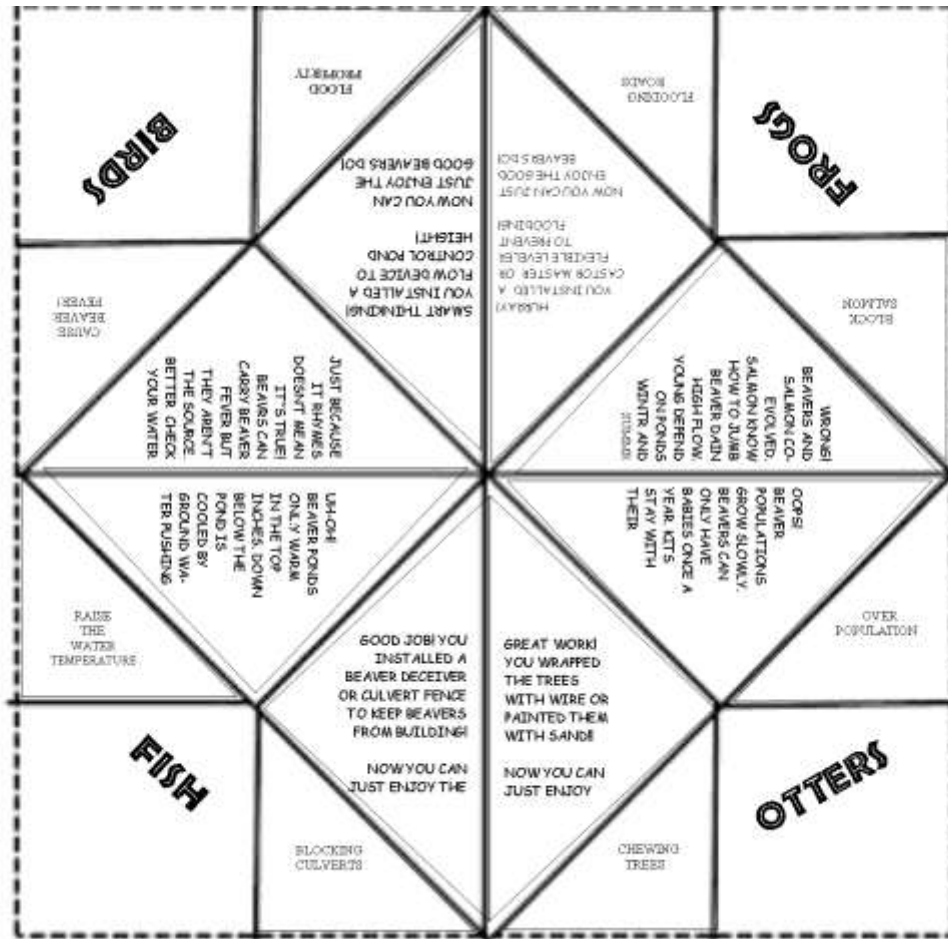 BIRDS
FLOOD
PROPERTY
FLOODING
ROADS
FROGS
CAUSE
BEAVER
FEVER!
SMART THINKING!
YOU INSTALLED A
FLOW DEVICE TO
CONTROL POND
HEIGHT!
NOW YOU CAN
JUST ENJOY THE
GOOD BEAVERS DO!
HURRAY!
YOU INSTALLED A
CASTOR MASTER OR
FLEXIBLE LEVELER
TO PREVENT
FLOODING!
NOW YOU CAN JUST
ENJOY THE GOOD
BEAVERS DO!
BLOCK
SALMON
JUST BECAUSE
IT RHYMES
DOESNT MEAN
IT'S TRUE!
BEAVRS CAN
CARRY BEAVER
FEVER BUT
THEY AREN'T
THE SOURCE.
BETTER CHECK
YOUR WATER
WRONG!
BEAVERS AND
SALMON CO-
EVOLVED.
SALMON KNOW
HOW TO JUMB
BEAVER DAIN
HIGH FLOW.
YOUNG DEPEND
ON PONDS
WINTR AND
UH-OH!
BEAVER PONDS
ONLY WARM
IN THE TOP
INCHES. DOWN
BELOW THE
POND IS
COOLED BY
GROUND WA-
TER PUSHING
OOPS!
BEAVER
POPULATIONS
GROW SLOWLY.
BEAVERS CAN
ONLY HAVE
BABIES ONCE A
YEAR. KITS
STAY WITH
THEIR
RAISE
THE
WATER
TEMPERATURE
OVER
POPULATION
GOOD JOB! YOU
INSTALLED A
BEAVER DECEIVER
OR CULVERT FENCE
TO KEEP BEAVERS
FROM BUILDING!
NOW YOU CAN
JUST ENJOY THE
GREAT WORK!
YOU WRAPPED
THE TREES
WITH WIRE OR
PAINTED THEM
WITH SAND!!
NOW YOU CAN
JUST ENJOY
FISH
BLOCKING
CULVERTS
CHEWING
TREES
OTTERS